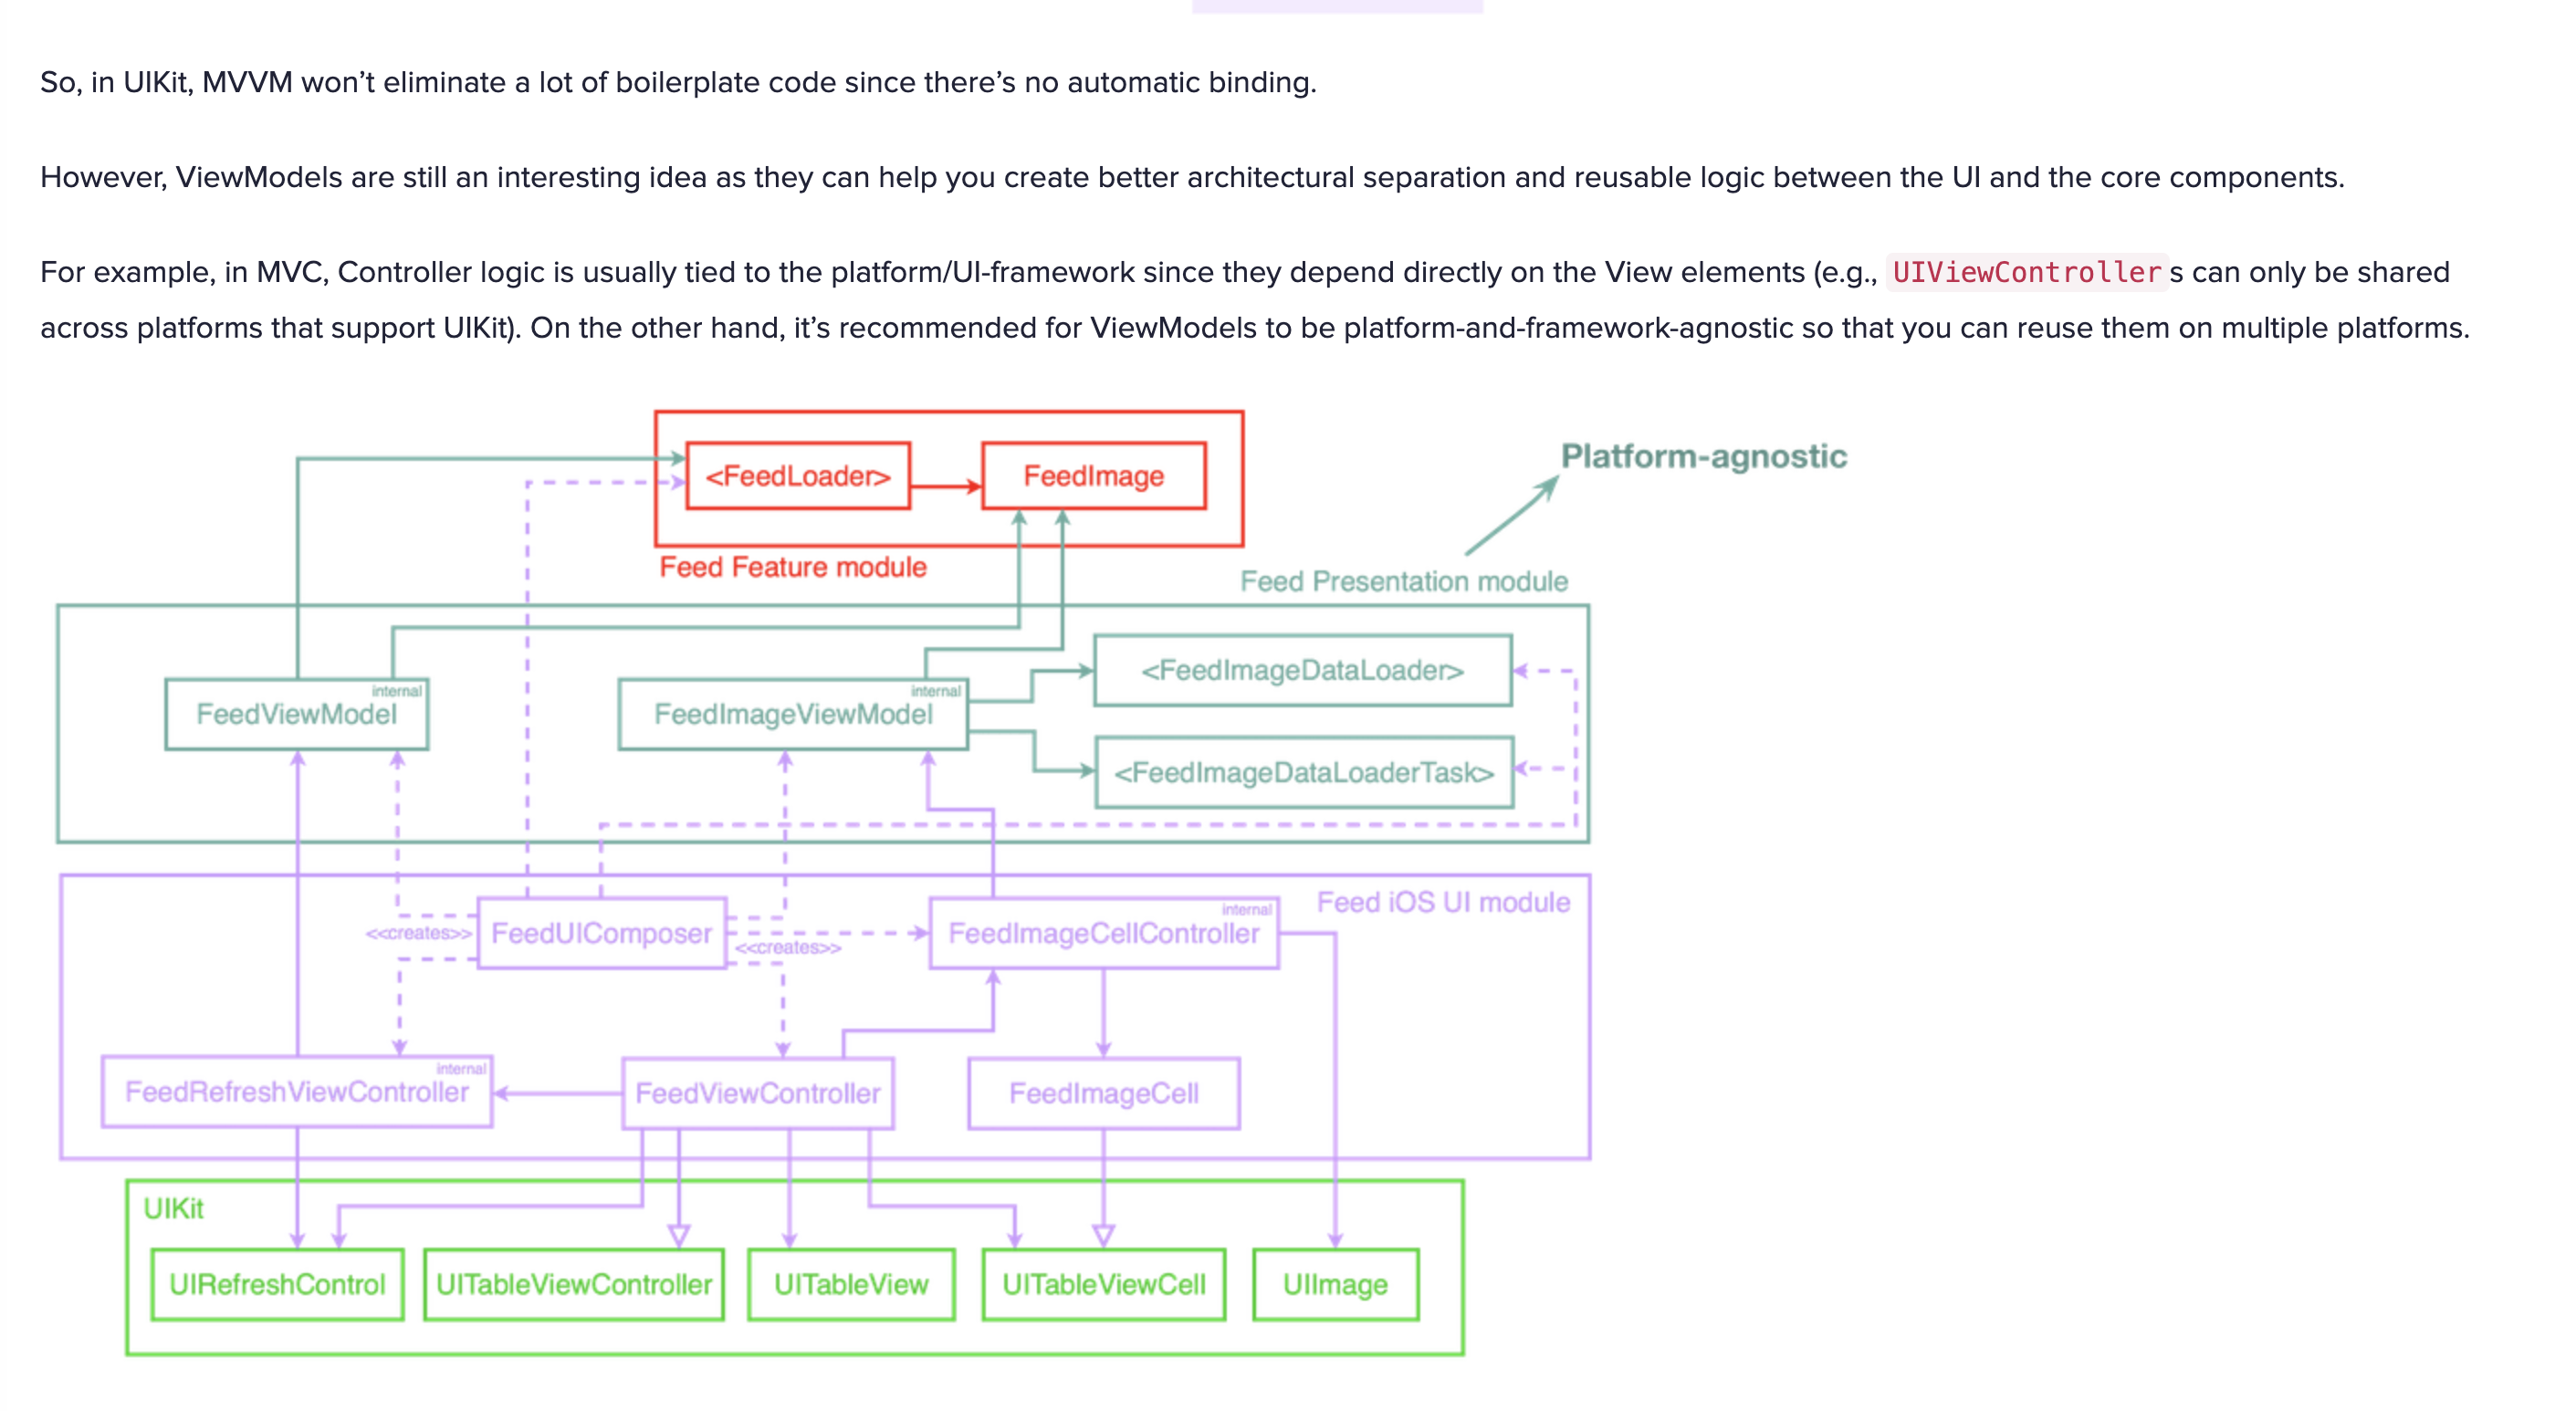 So, in UIKit, MVVM won’t eliminate a lot of boilerplate code since there’s no automatic binding.
However, ViewModels are still an interesting idea as they can help you create better architectural separation and reusable logic between the UI and the core components.
For example, in MVC, Controller logic is usually tied to the platform/UI-framework since they depend directly on the View elements (e.g., UIViewControllers can only be shared
across platforms that support UIKit). On the other hand, it’s recommended for ViewModels to be platform-and-framework-agnostic so that you can reuse them on multiple platforms.
Platform-agnostic
<FeedLoader>
FeedImage
Feed Feature module
Feed Presentation module
internal
FeedViewModel
internal
FeedImageViewModel
<FeedImageDataLoader>
<FeedImageDataLoaderTask>
Feed iOS UI module
<<creates>>
FeedUIComposer
<<creates>>
internal
FeedImageCellController
internal
FeedRefreshViewController
FeedViewController
FeedImageCell
UIKit
UIRefreshControl
UITableViewController
UITableView
UITableViewCell
UIImage